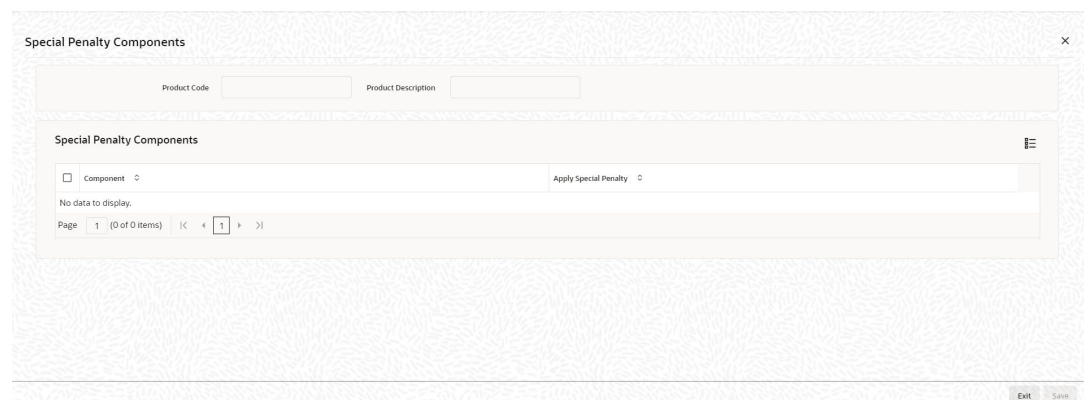 Special Penalty Components
Product Code Product Description
Special Penalty Components
Component Apply Special Penalty
No data to display.
Page 1 (0 of 0 items) 1
Exit Save